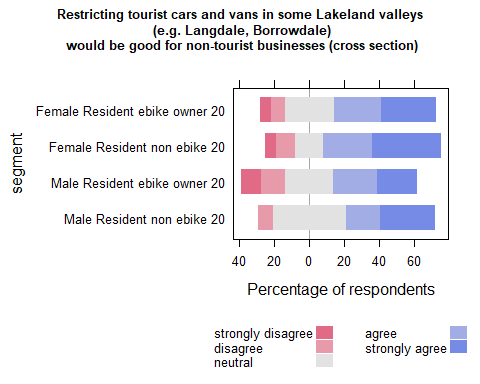 Restricting tourist cars and vans in some Lakeland valleys
(e.g. Langdale, Borrowdale)
would be good for non-tourist businesses (cross section)
Female Resident ebike owner 20
Female Resident non ebike 20
Male Resident ebike owner 20
Male Resident non ebike 20
segment
40 20 0 20 40 60
Percentage of respondents
strongly disagree
disagree
neutral
agree
strongly agree